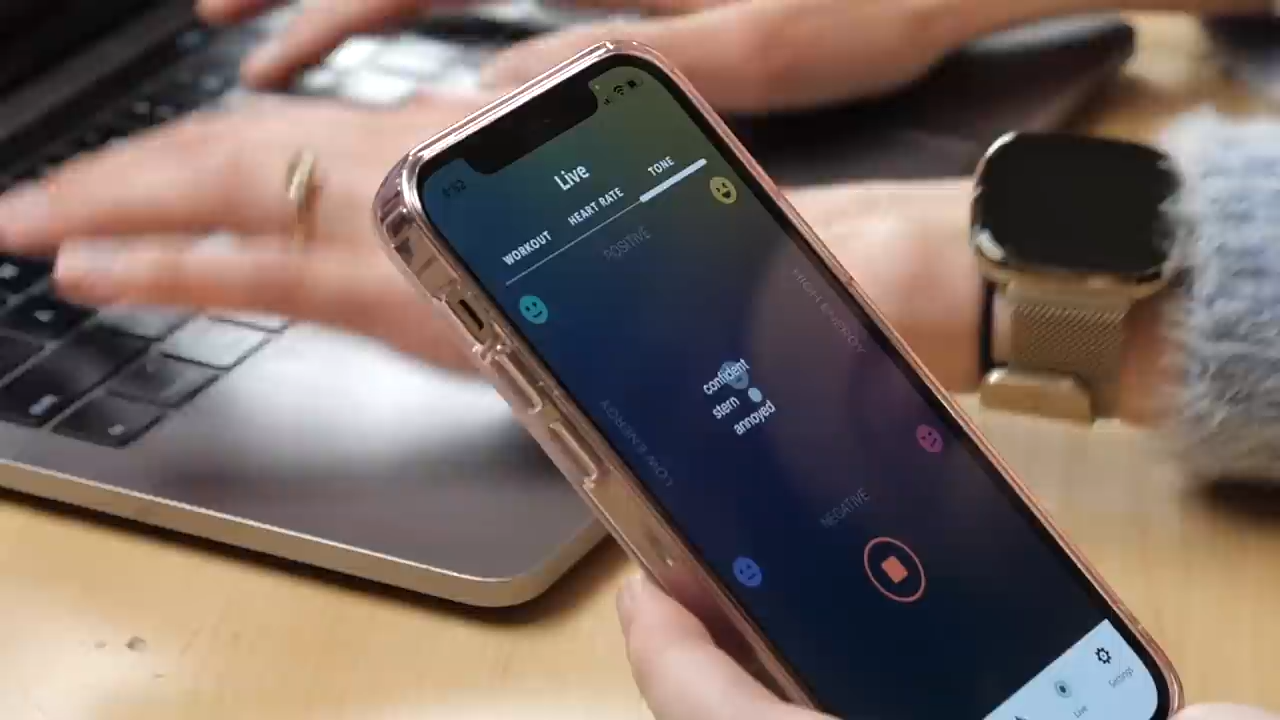 Live
WORKOUT HEART RATE TONE
POSITIVE
HIGH ENERGY
confident
stern
annoyed
LOW ENERGY
NEGATIVE
Live
Settings